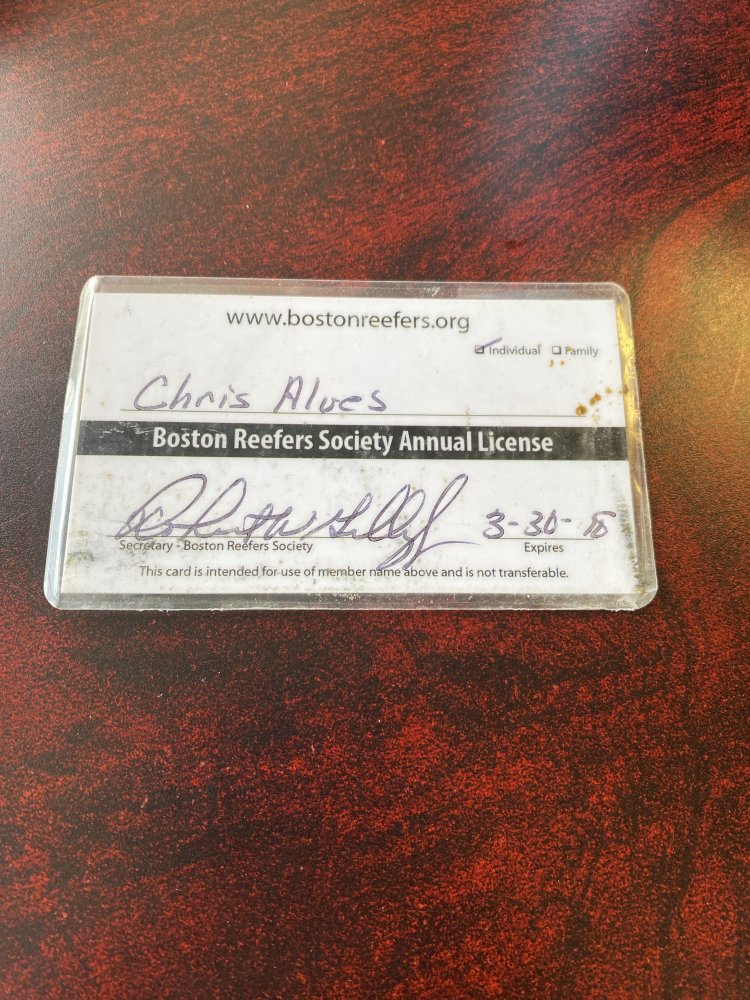 www.bostonreefers.org
Individual Family
Chris Alves
Boston Reefers Society Annual License
3-30-
Secretary - Boston Reefers Society Expires
This card is intended for use of member name above and is not transferable.